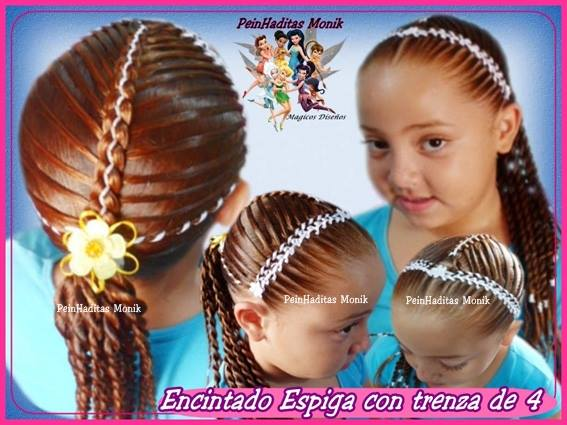 PeinHaditas Monik
Magicos Diseños
PeinHaditas Monik
PeinHaditas Monik
PeinHaditas Monik
Encintado Espiga con trenza de 4